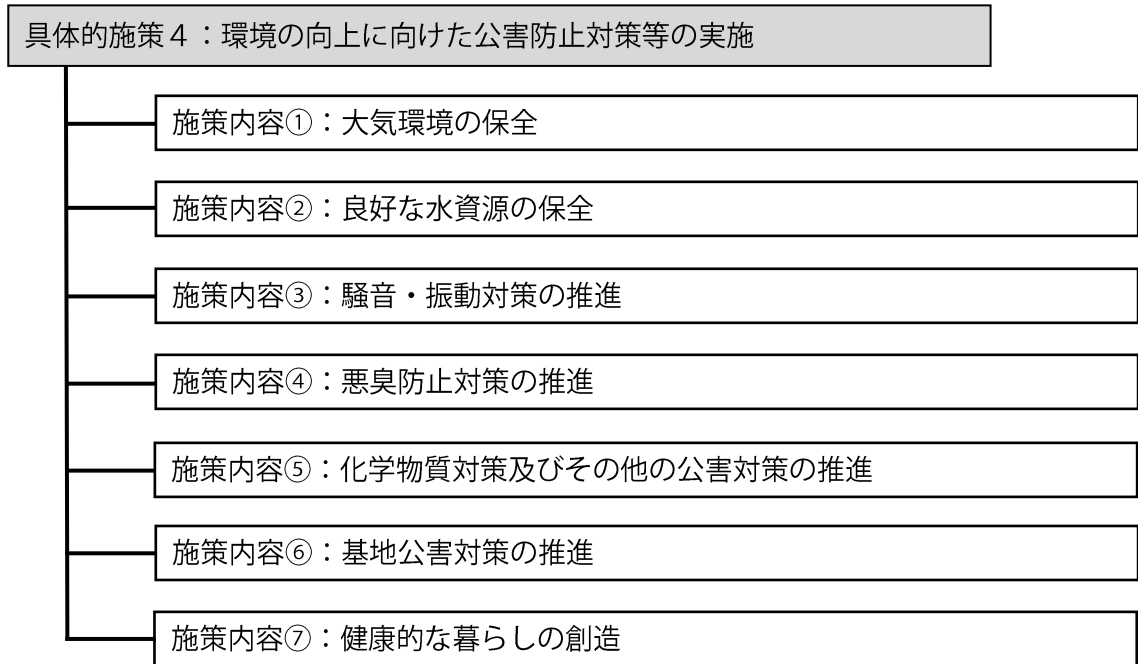 具体的施策４：環境の向上に向けた公害防止対策等の実施
施策内容①：大気環境の保全
施策内容②：良好な水資源の保全
施策内容③：騒音・振動対策の推進
施策内容④：悪臭防止対策の推進
施策内容⑤：化学物質対策及びその他の公害対策の推進
施策内容⑥：基地公害対策の推進
施策内容⑦：健康的な暮らしの創造